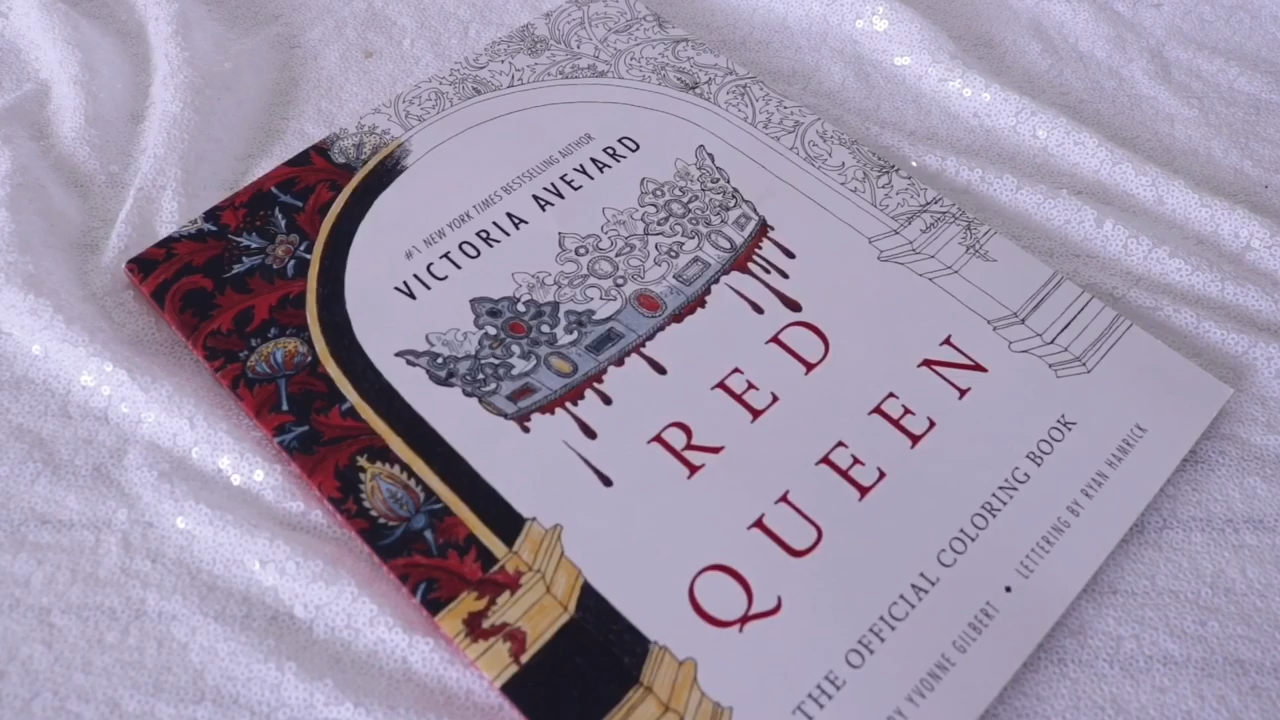 #1 NEW YORK TIMES BESTSELLING AUTHOR
VICTORIA AVEYARD
RED
QUEEN
THE OFFICIAL COLORING BOOK
BY YVONNE GILBERT • LETTERING BY RYAN HAMRICK